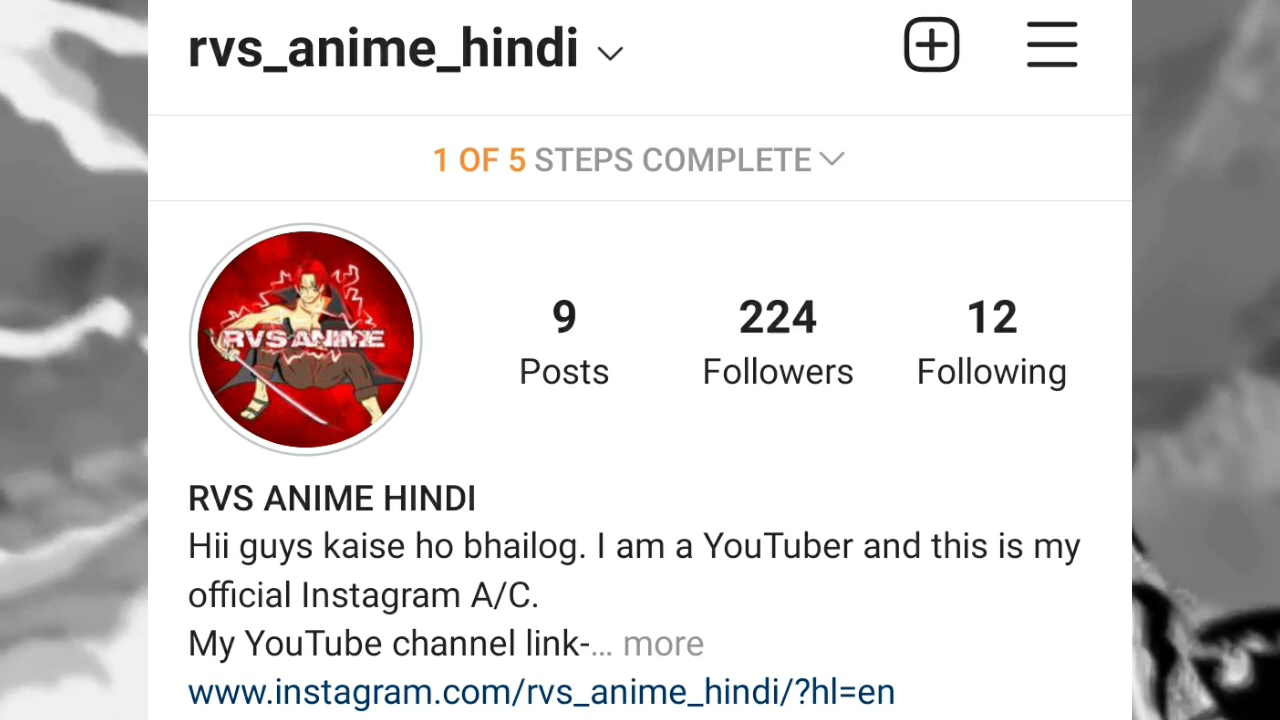 rvs_anime_hindi
1 OF 5 STEPS COMPLETE
RVS ANIME
9 224 12
Posts Followers Following
RVS ANIME HINDI
Hii guys kaise ho bhailog. I am a YouTuber and this is my
official Instagram A/C.
My YouTube channel link-... more
www.instagram.com/rvs_anime_hindi/?hl=en